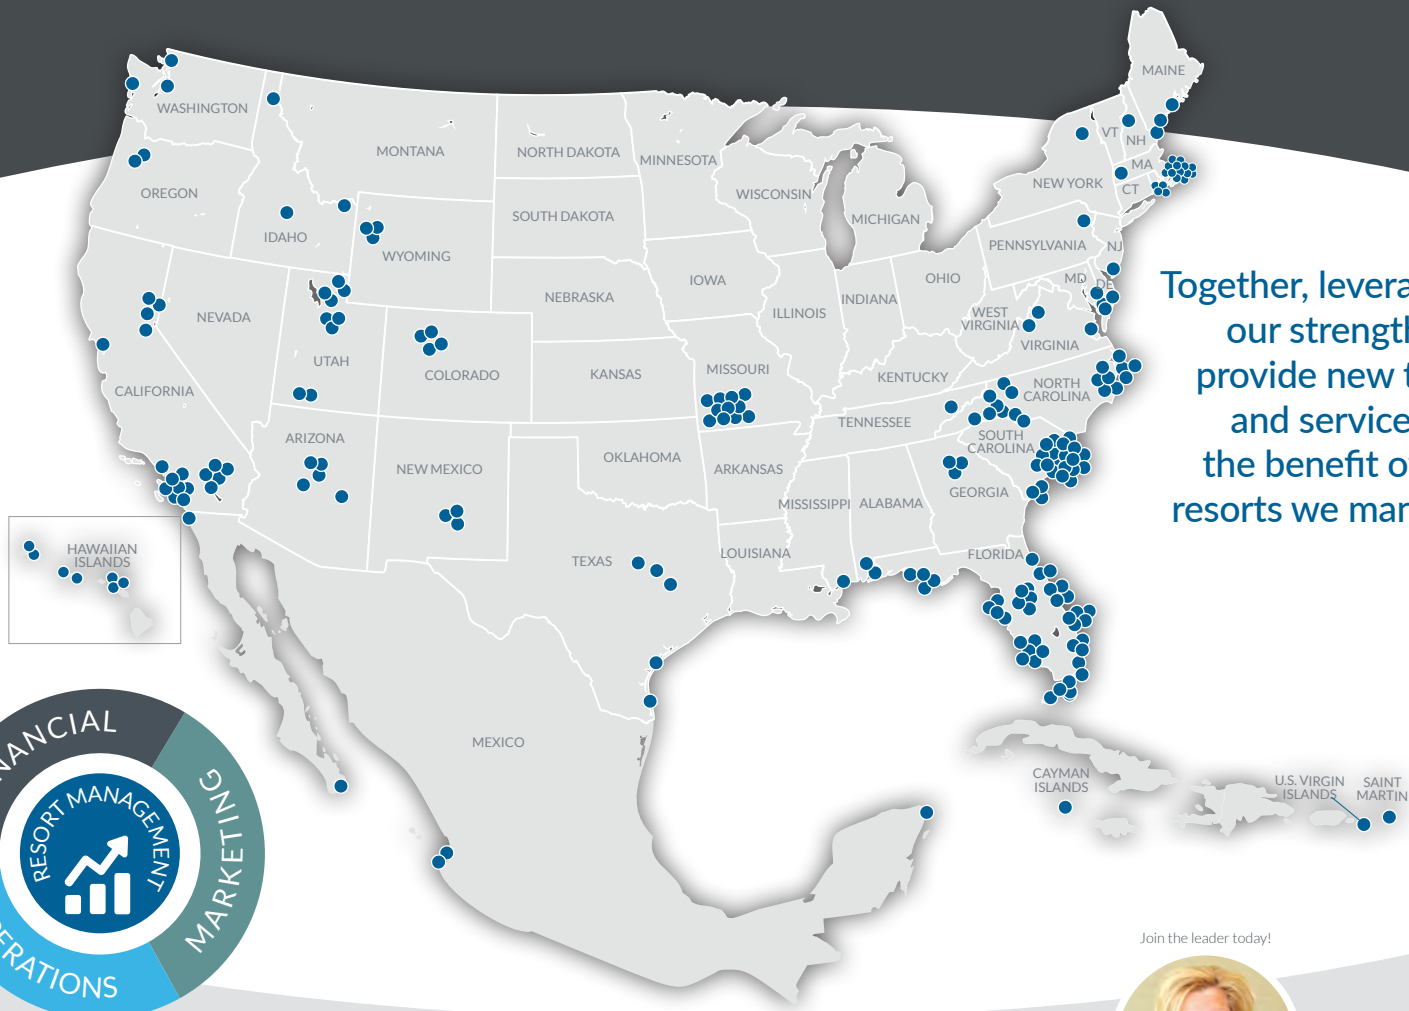 MAINE
WASHINGTON
MONTANA
NORTH DAKOTA
MINNESOTA
VT
NH
MA
CT
NEW YORK
OREGON
IDAHO
WYOMING
SOUTH DAKOTA
WISCONSIN
MICHIGAN
PENNSYLVANIA
NJ
MD
DE
NEVADA
UTAH
COLORADO
NEBRASKA
IOWA
ILLINOIS
INDIANA
OHIO
WEST
VIRGINIA
VIRGINIA
CALIFORNIA
KANSAS
MISSOURI
KENTUCKY
NORTH
CAROLINA
TENNESSEE
SOUTH
CAROLINA
ARIZONA
NEW MEXICO
OKLAHOMA
ARKANSAS
MISSISSIPPI
ALABAMA
GEORGIA
HAWAIIAN
ISLANDS
TEXAS
LOUISIANA
FLORIDA
MEXICO
CAYMAN
ISLANDS
U.S. VIRGIN
ISLANDS
SAINT
MARTIN
Together,
our
provide new
and
the benefit
resorts we
MARKETING
RESORT MANAGEMENT
Join the leader today!